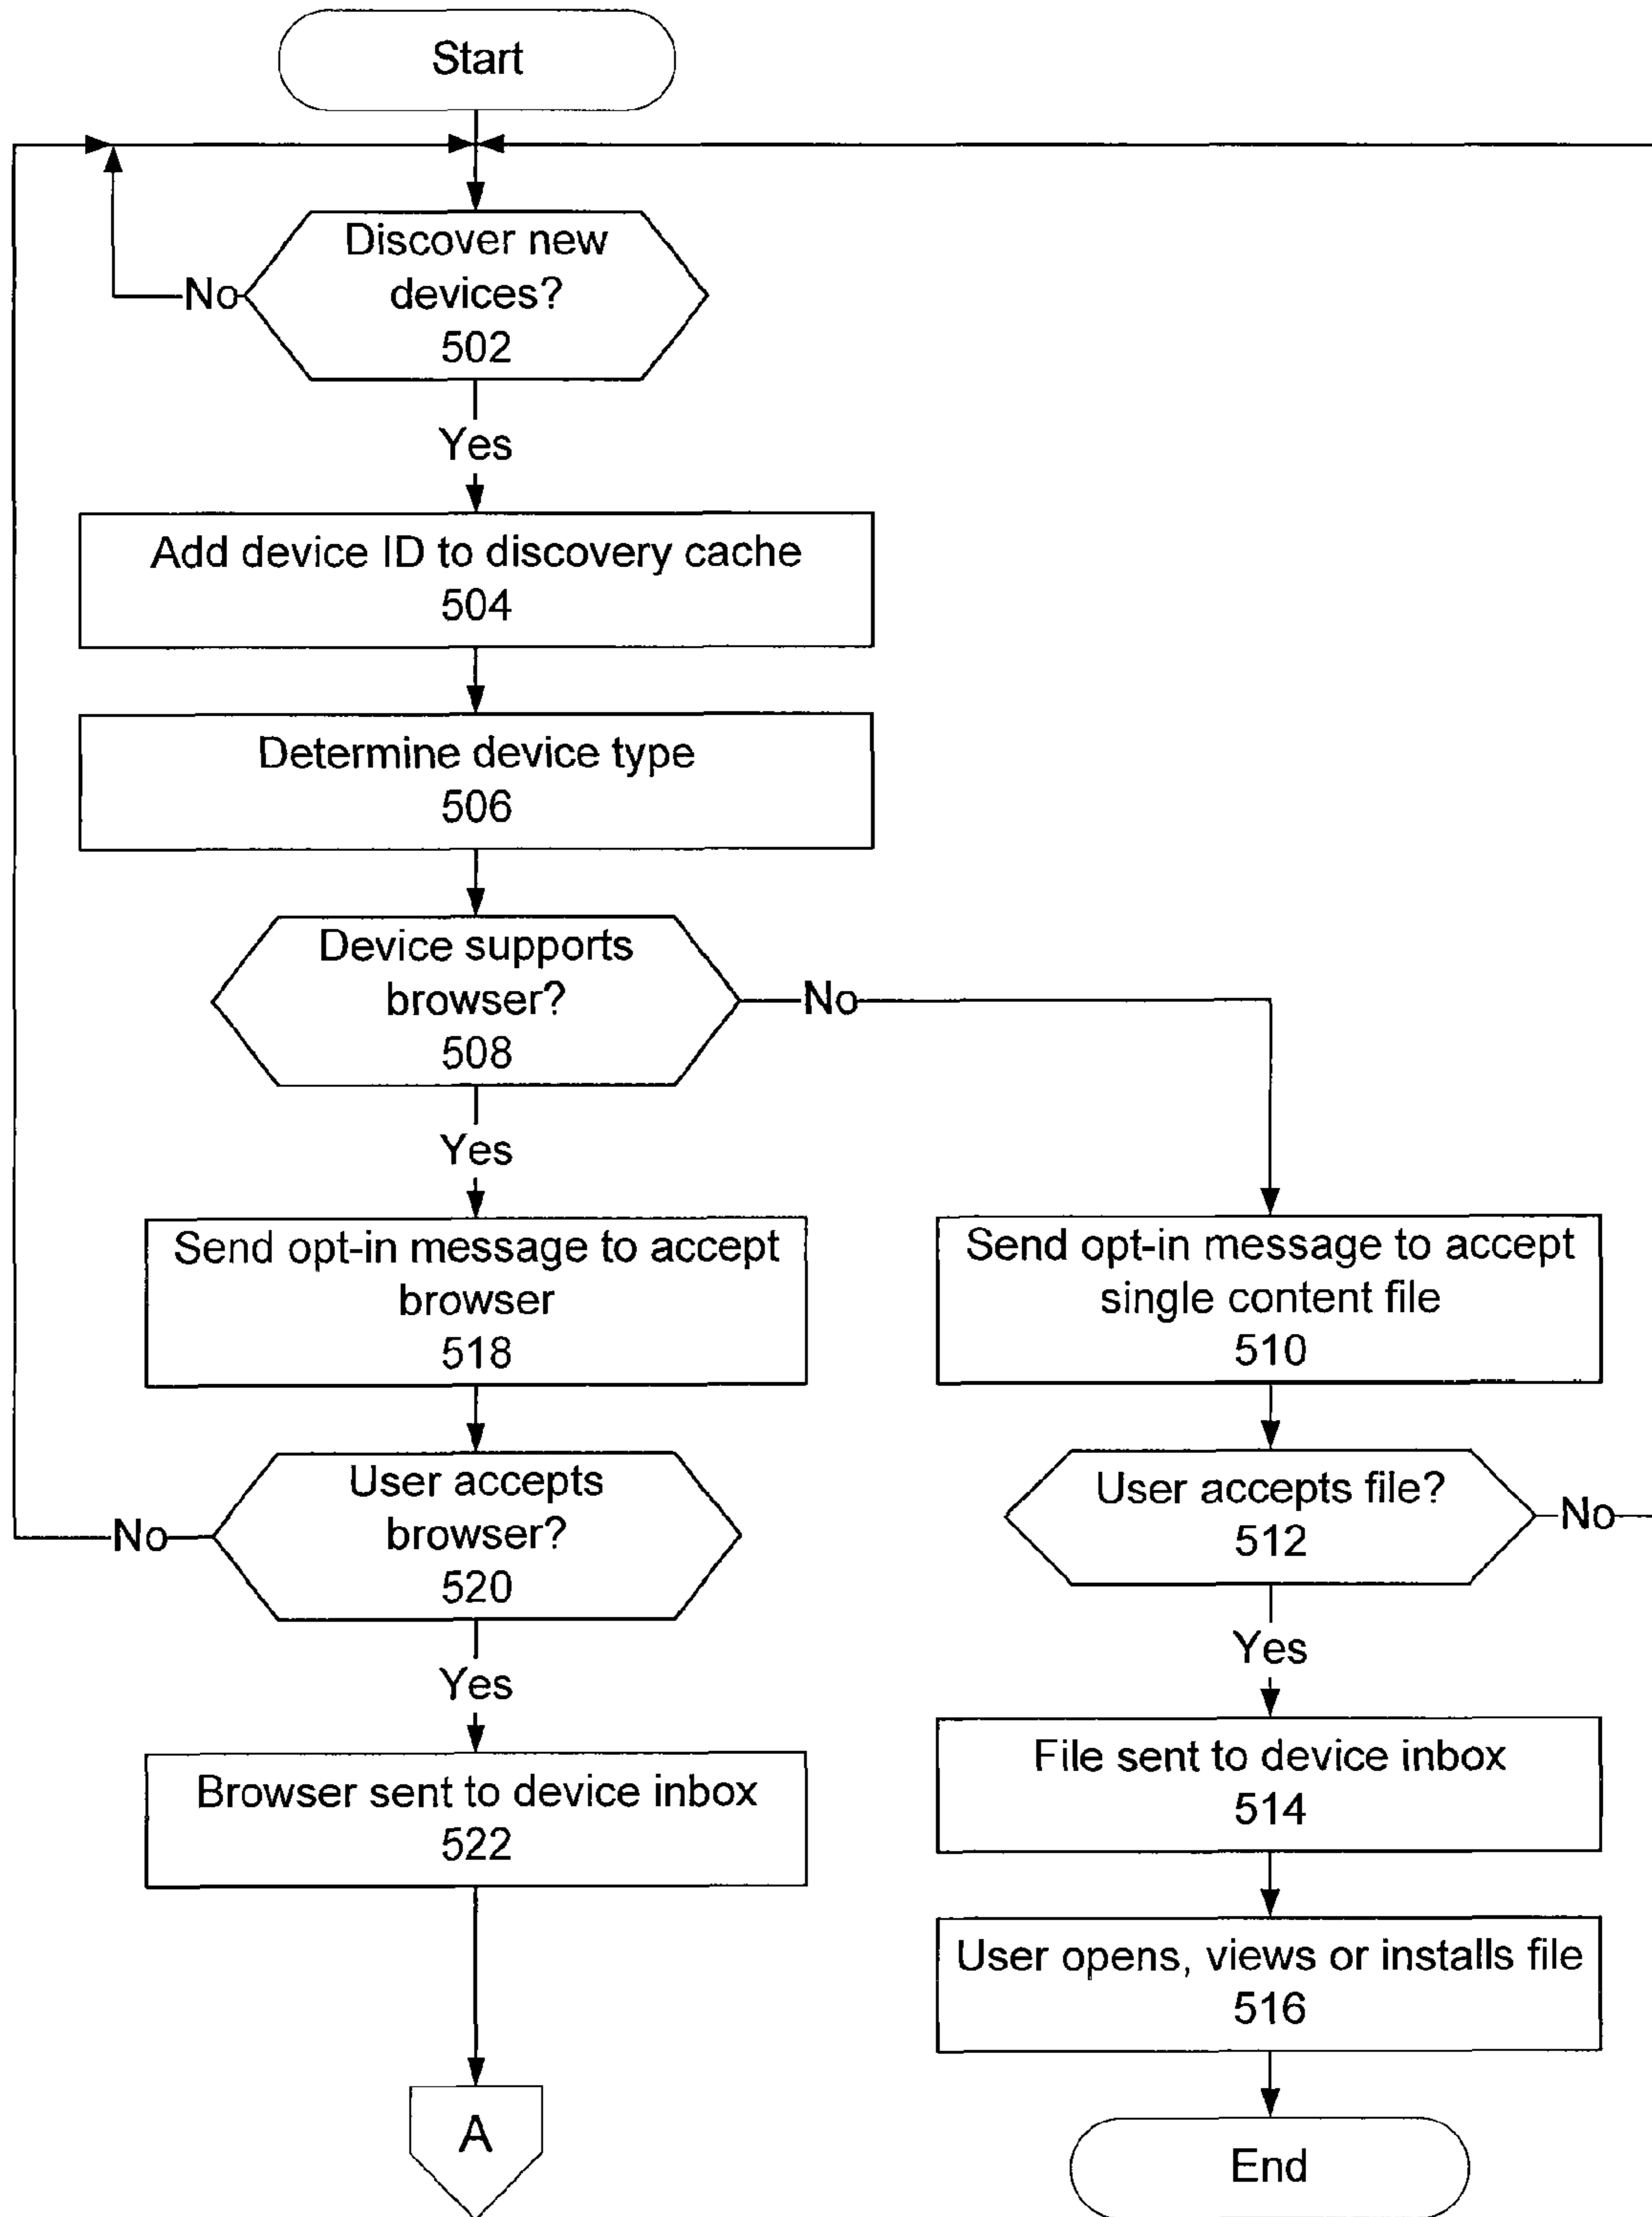 Start
Discover new
devices?
502
No
Yes
Add device ID to discovery cache
504
Determine device type
506
Device supports
browser?
508
No
Yes
Send opt-in message to accept
browser
518
Send opt-in message to accept
single content file
510
User accepts
browser?
520
No
User accepts file?
512
No
Yes
Yes
Browser sent to device inbox
522
File sent to device inbox
514
User opens, views or installs file
516
A
End